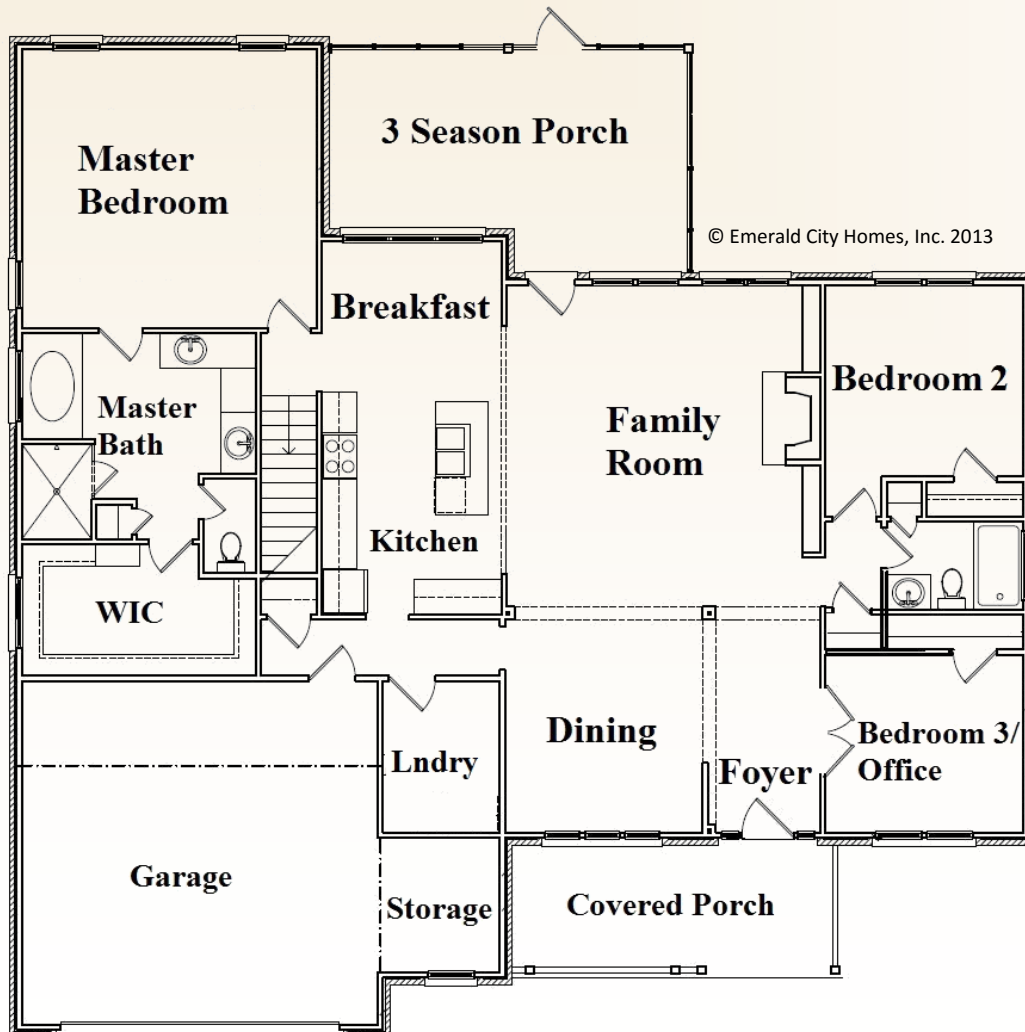 3 Season Porch
Master
Bedroom
© Emerald City Homes, Inc. 2013
Breakfast
Bedroom 2
Master
Bath
Family
Room
Kitchen
WIC
Dining
Bedroom 3/
Office
Lndry
Foyer
Garage
Storage
Covered Porch